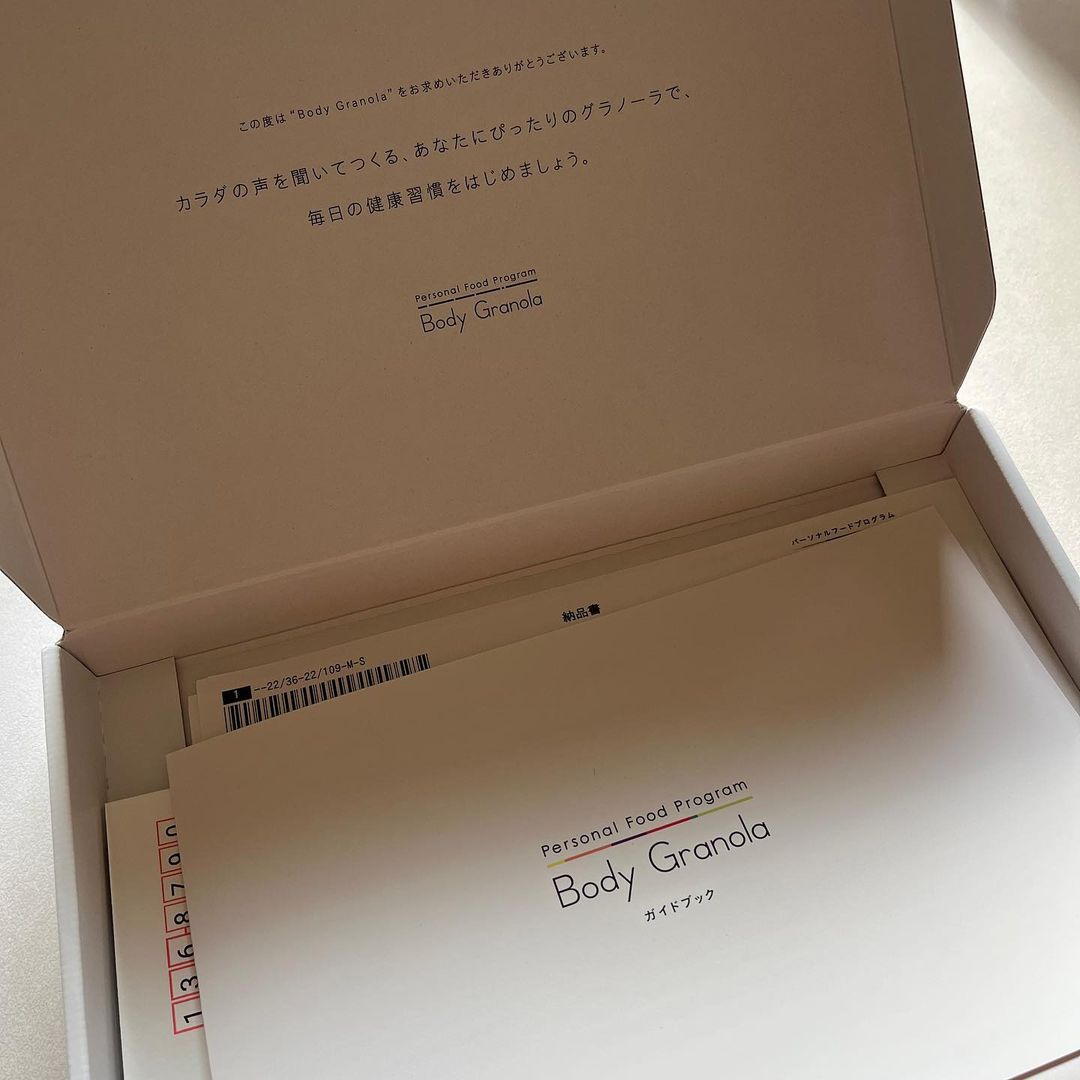 この度は“Body Granola”をお求めいただきありがとうございます。
カラダの声を聞いてつくる、あなたにぴったりのグラノーラで、
毎日の健康習慣をはじめましょう。
Personal Food Program
Body Granola
パーソナルフードプログラム
納品書
1 --22/36-22/109-M-S
136-8790
Personal Food Program
Body Granola
ガイドブック